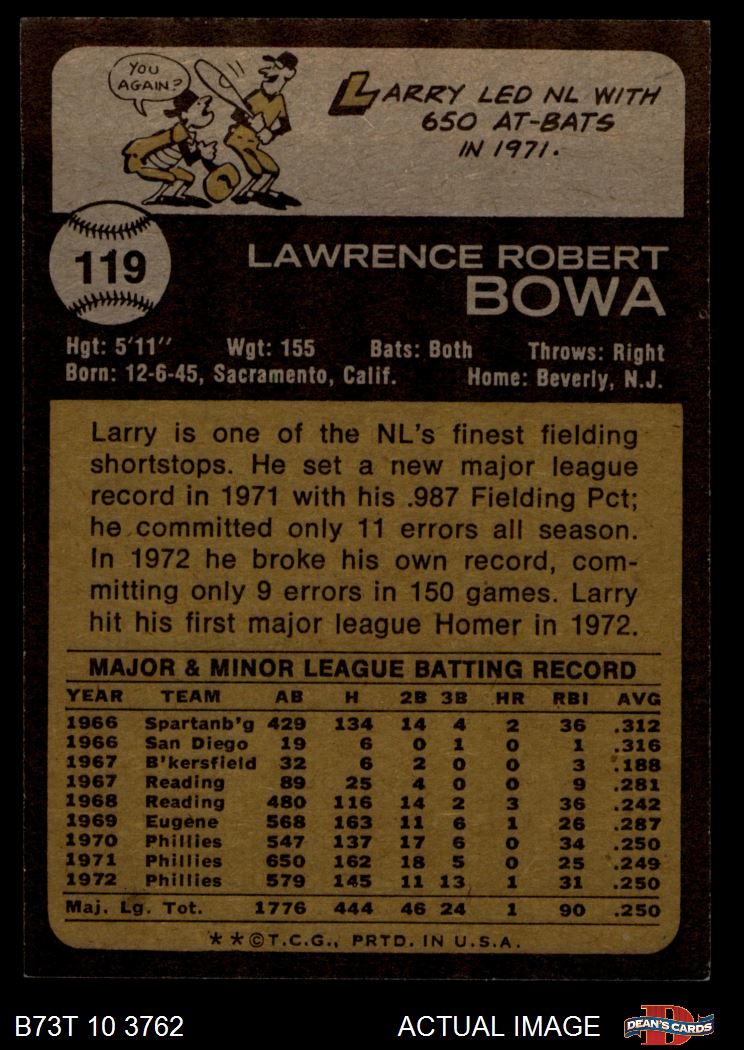 YOU
AGAIN?
LARRY LED NL WITH
650 AT-BATS
IN 1971.
119
LAWRENCE ROBERT
BOWA
Hgt: 5'11" Wgt: 155 Bats: Both Throws: Right
Born: 12-6-45, Sacramento, Calif. Home: Beverly, N.J.
Larry is one of the NL's finest fielding
shortstops. He set a new major league
record in 1971 with his .987 Fielding Pct;
he committed only 11 errors all season.
In 1972 he broke his own record, com-
mitting only 9 errors in 150 games. Larry
hit his first major league Homer in 1972.
MAJOR & MINOR LEAGUE BATTING RECORD
YEAR TEAM AB H 2B 3B HR RBI AVG
1966 Spartanb'g 429 134 14 4 2 36 .312
1966 San Diego 19 6 0 1 0 1 .316
1967 B'kersfield 32 6 2 0 0 3 .188
1967 Reading 89 25 4 0 0 9 .281
1968 Reading 480 116 14 2 3 36 .242
1969 Eugene 568 163 11 6 1 26 .287
1970 Phillies 547 137 17 6 0 34 .250
1971 Phillies 650 162 18 5 0 25 .249
1972 Phillies 579 145 11 13 1 31 .250
Maj. Lg. Tot. 1776 444 46 24 1 90 .250
**©T.C.G., PRTD. IN U.S.A.
B73T 10 3762 ACTUAL IMAGE DEAN'S CARDS